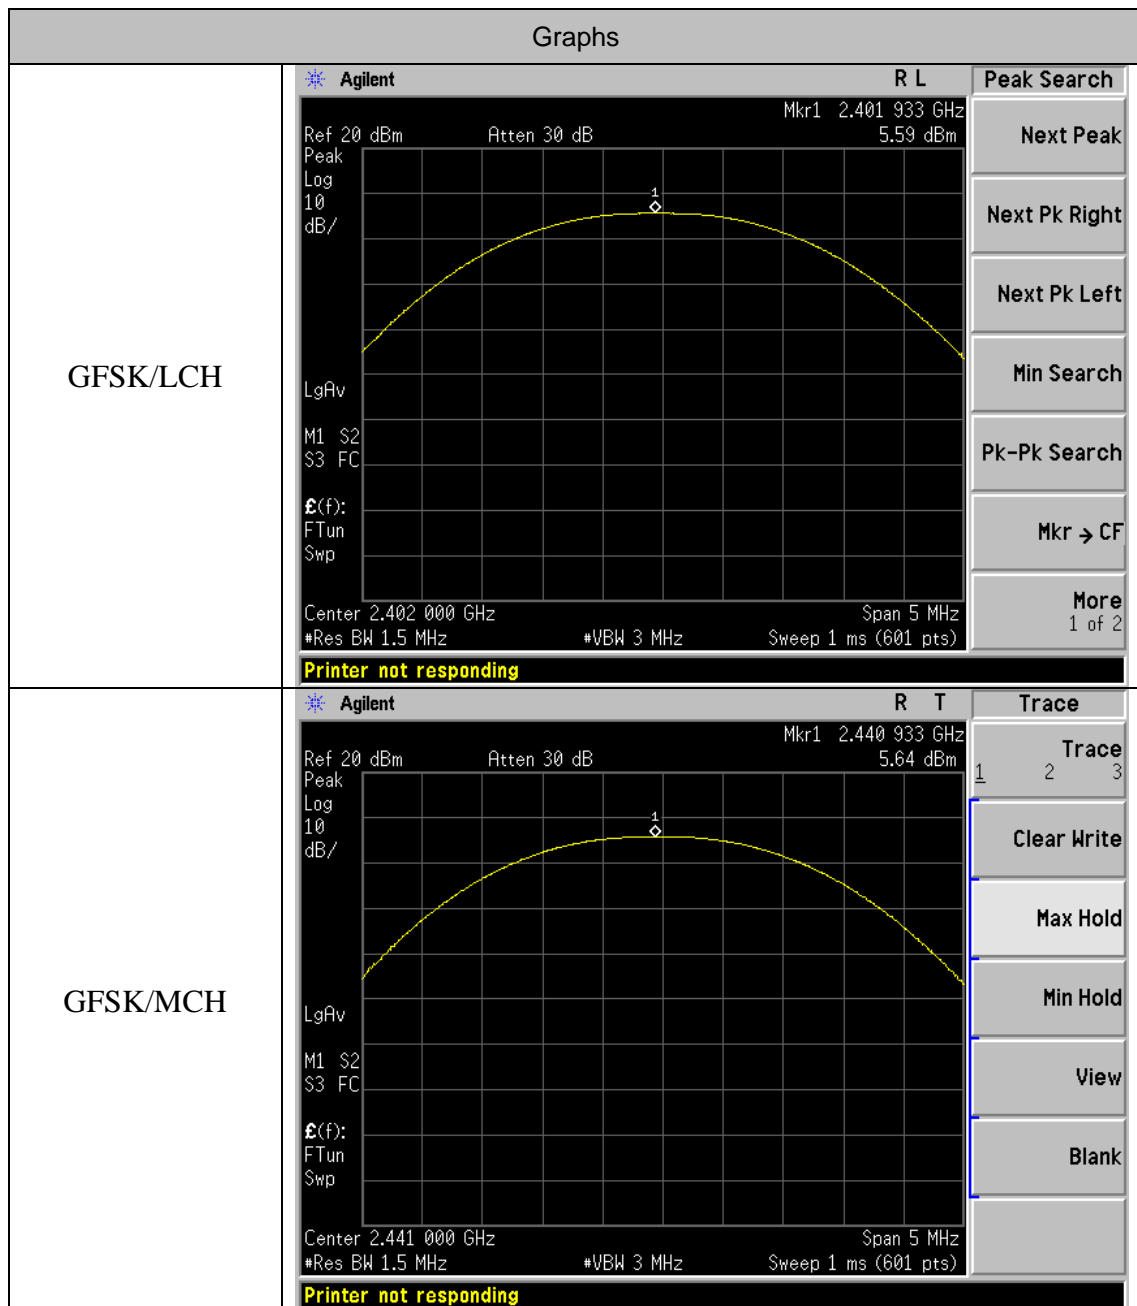 Graphs
GFSK/LCH
Agilent R L Peak Search
Mkr1 2.401 933 GHz
Ref 20 dBm Atten 30 dB 5.59 dBm
Peak
Log
10
dB/
1
LgAv
M1 S2
S3 FC
£(f):
FTun
Swp
Center 2.402 000 GHz Span 5 MHz
#Res BW 1.5 MHz #VBW 3 MHz Sweep 1 ms (601 pts)
Printer not responding
Next Peak
Next Pk Right
Next Pk Left
Min Search
Pk-Pk Search
Mkr → CF
More
1 of 2
GFSK/MCH
Agilent R T Trace
Mkr1 2.440 933 GHz
Ref 20 dBm Atten 30 dB 5.64 dBm
Peak
Log
10
dB/
1
LgAv
M1 S2
S3 FC
£(f):
FTun
Swp
Center 2.441 000 GHz Span 5 MHz
#Res BW 1.5 MHz #VBW 3 MHz Sweep 1 ms (601 pts)
Printer not responding
Trace
1 2 3
Clear Write
Max Hold
Min Hold
View
Blank